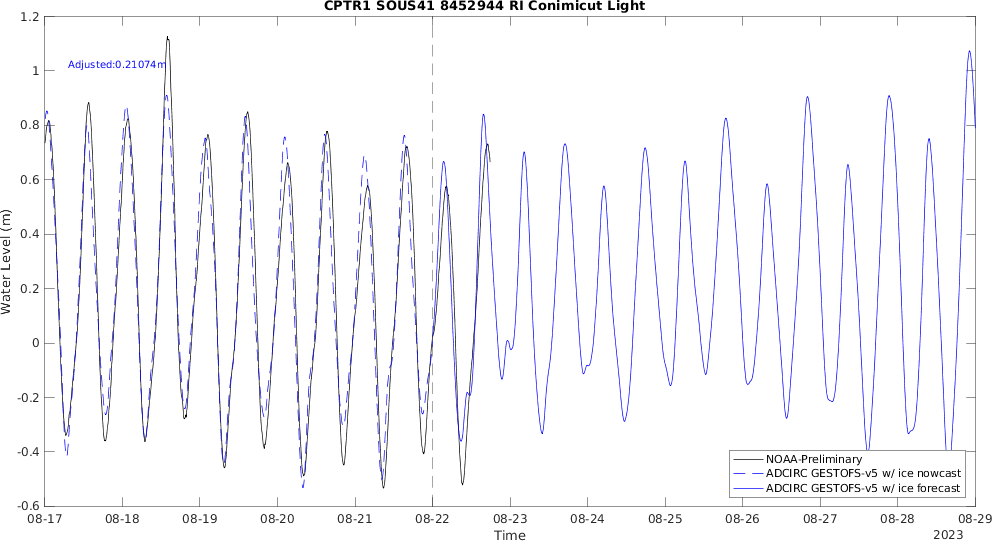 CPTR1 SOUS41 8452944 RI Conimicut Light
Adjusted:0.21074m
Water Level (m)
1.2
1
0.8
0.6
0.4
0.2
0
-0.2
-0.4
-0.6
NOAA-Preliminary
ADCIRC GESTOFS-v5 w/ ice nowcast
ADCIRC GESTOFS-v5 w/ ice forecast
08-17 08-18 08-19 08-20 08-21 08-22 08-23 08-24 08-25 08-26 08-27 08-28 08-29
Time
2023